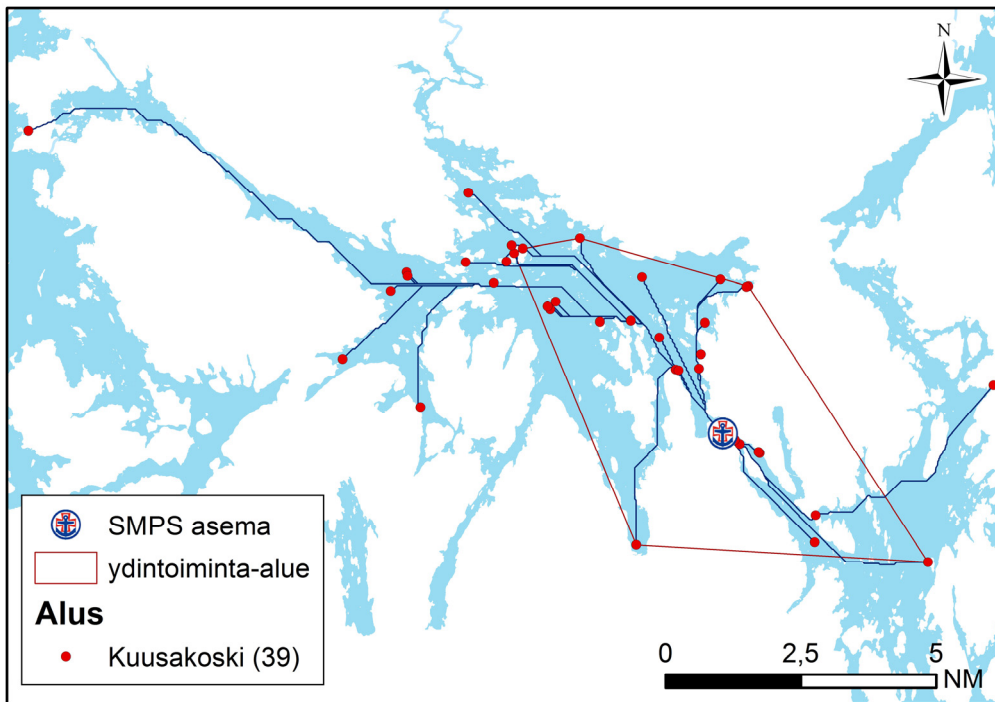 N
SMPS asema
ydintoiminta-alue
Alus
Kuusakoski (39)
0 2,5 5
NM